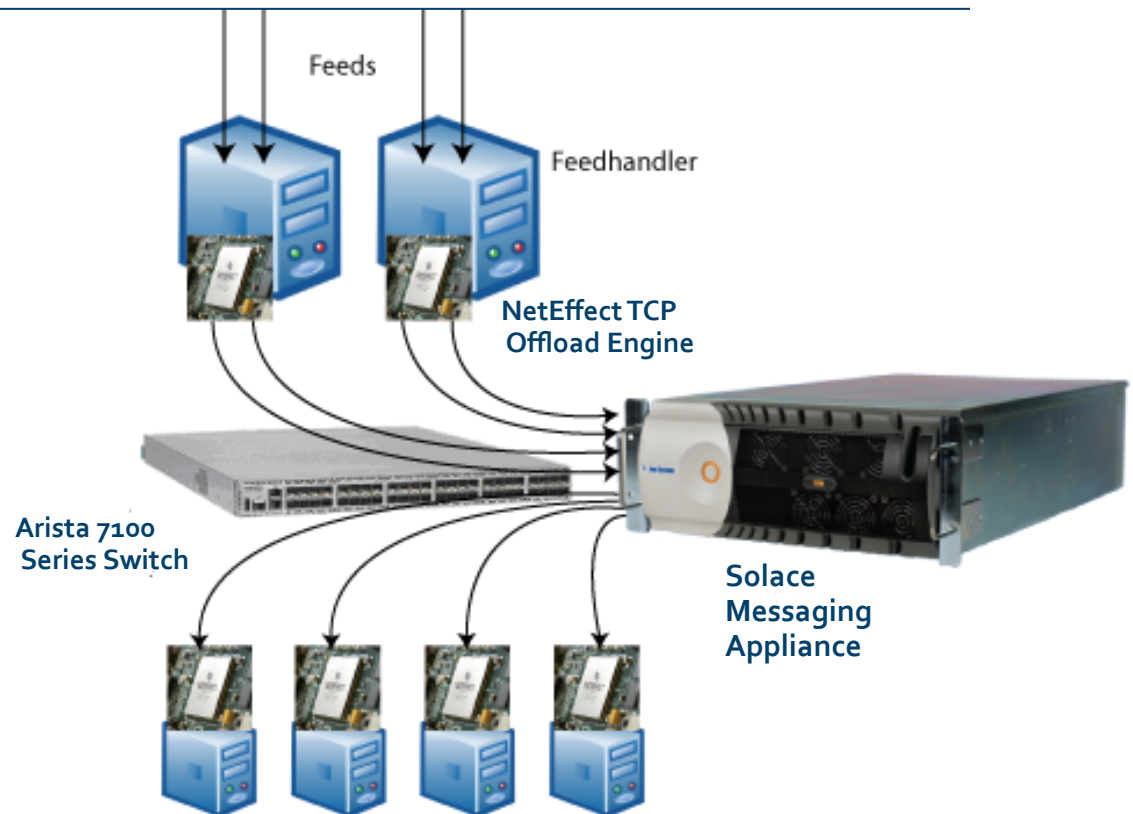 Feeds
Feedhandler
NetEffect TCP
Offload Engine
Arista 7100
Series Switch
Solace
Messaging
Appliance